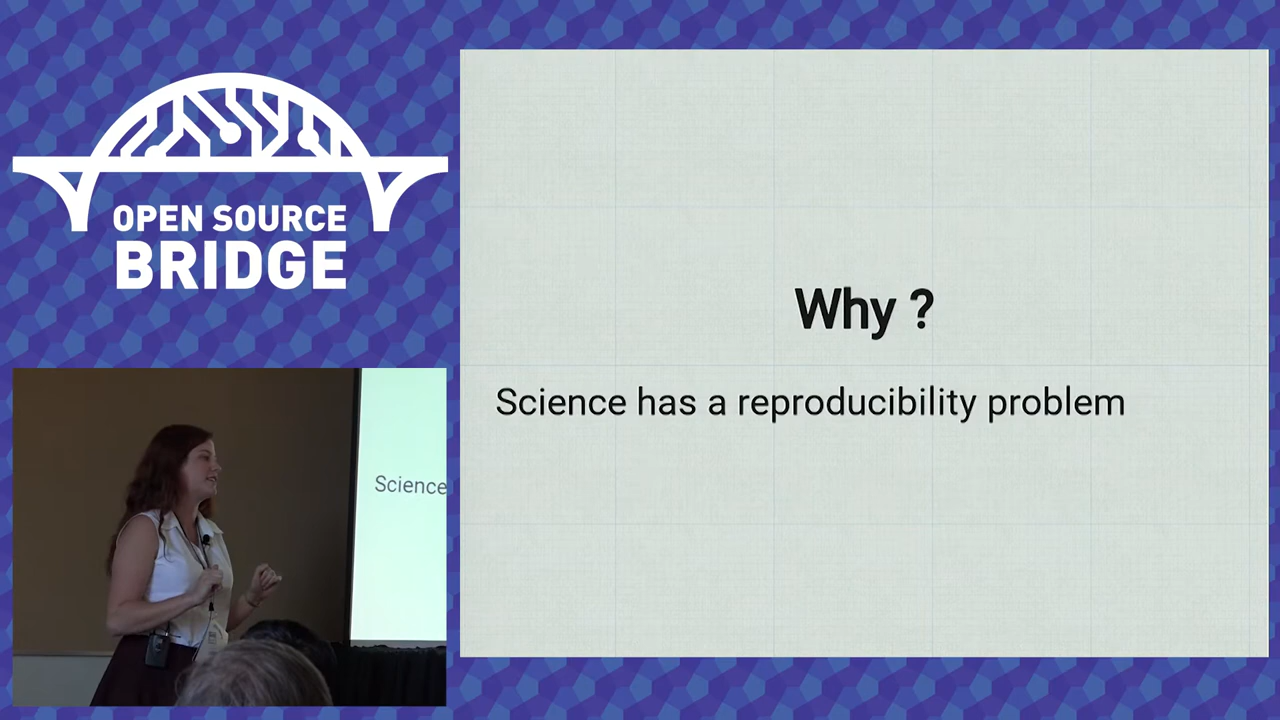 OPEN SOURCE
BRIDGE
Why ?
Science has a reproducibility problem
Science